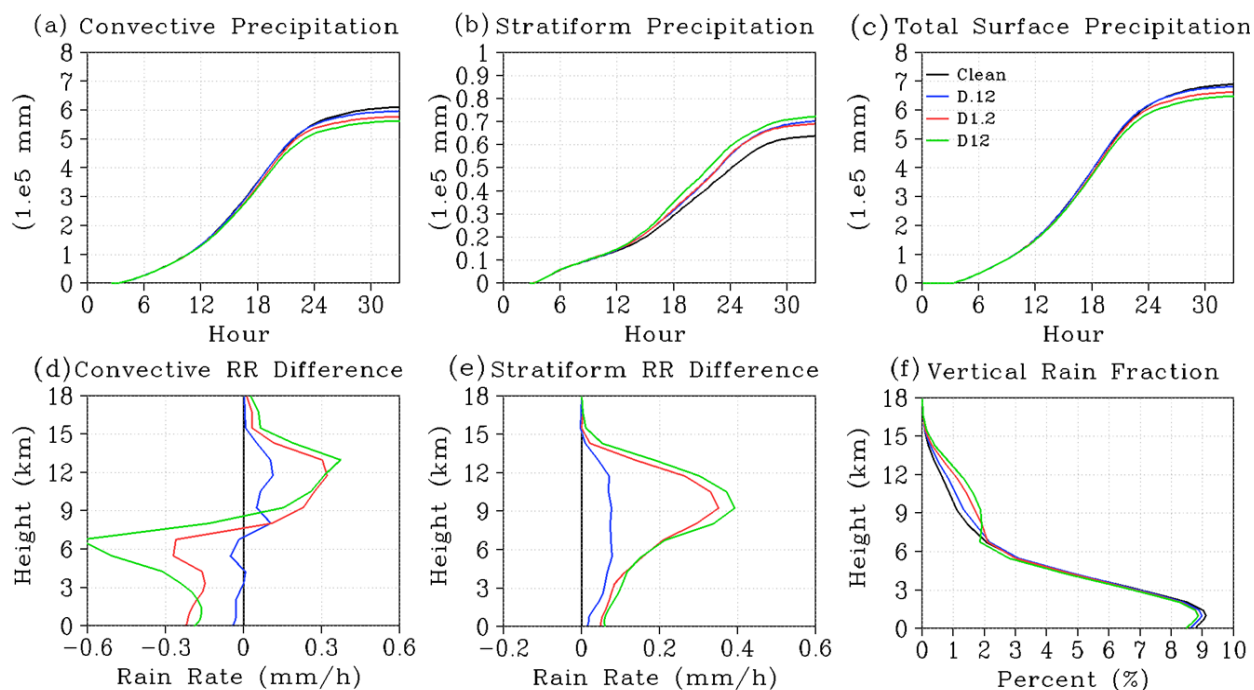 (a) Convective Precipitation
(b) Stratiform Precipitation
(c) Total Surface Precipitation
8
7
6
5
4
3
2
1
0
(1.e5 mm)
0 6 12 18 24 30
Hour
1
0.9
0.8
0.7
0.6
0.5
0.4
0.3
0.2
0.1
0
(1.e5 mm)
0 6 12 18 24 30
Hour
8
7
6
5
4
3
2
1
0
(1.e5 mm)
Clean
D.12
D1.2
D12
0 6 12 18 24 30
Hour
(d) Convective RR Difference
(e) Stratiform RR Difference
(f) Vertical Rain Fraction
18
15
12
9
6
3
0
Height (km)
-0.6 -0.3 0 0.3 0.6
Rain Rate (mm/h)
18
15
12
9
6
3
0
Height (km)
-0.2 0 0.2 0.4 0.6
Rain Rate (mm/h)
18
15
12
9
6
3
0
Height (km)
0 1 2 3 4 5 6 7 8 9 10
Percent (%)